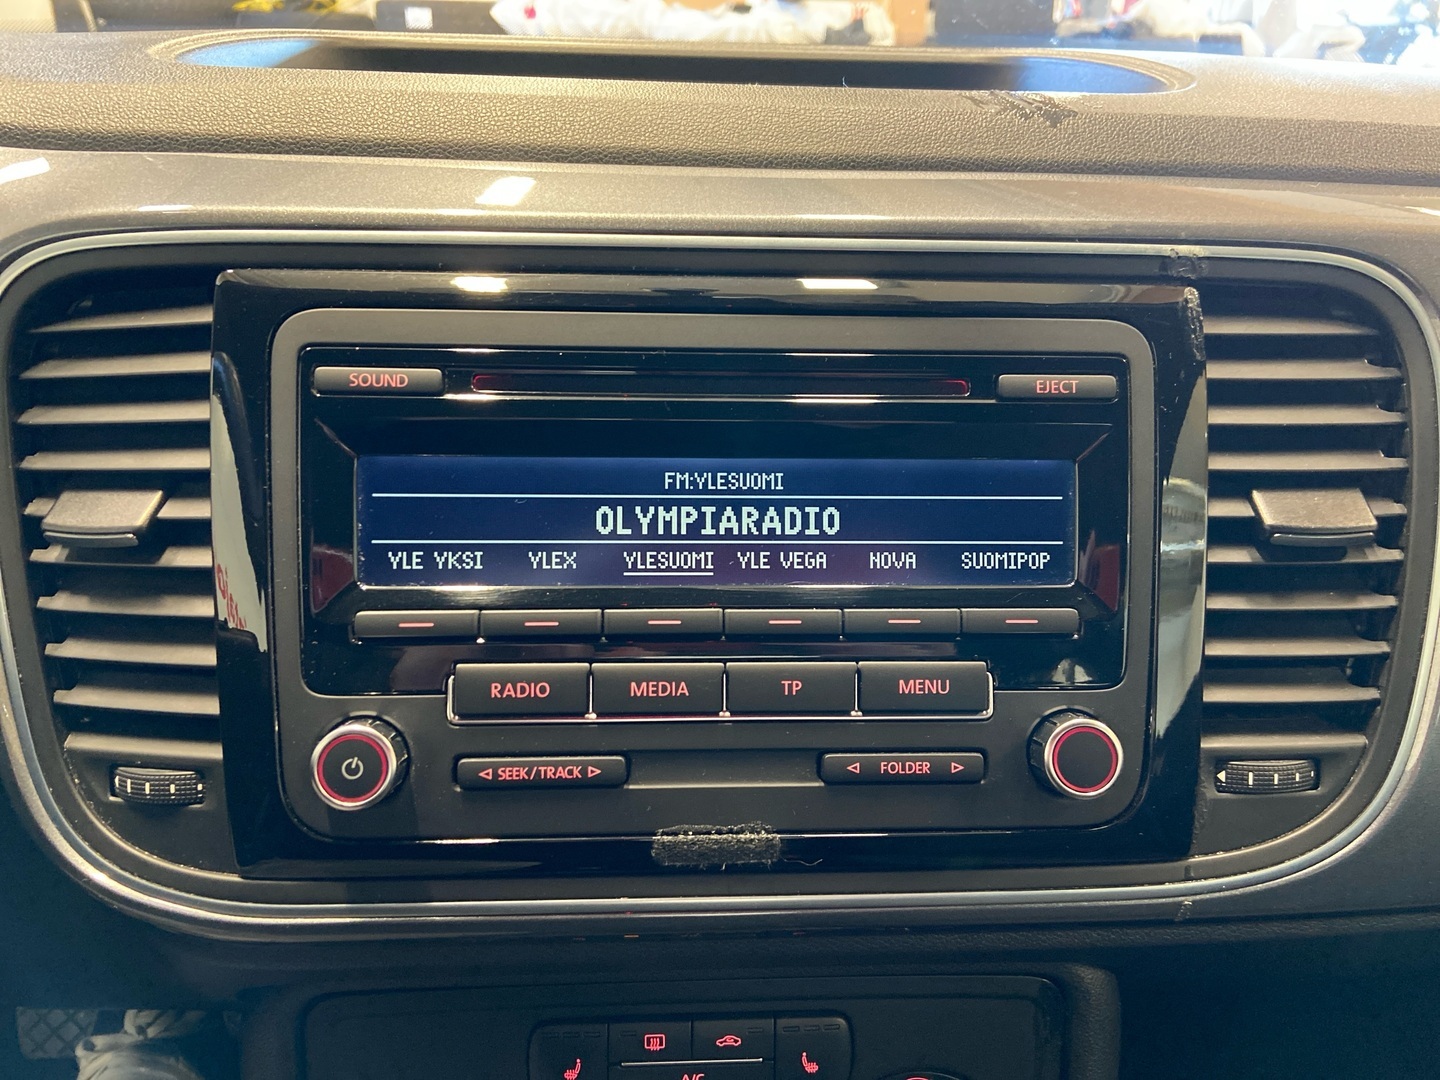 SOUND
EJECT
FM:YLESUOMI
OLYMPIARADIO
YLE YKSI YLEX YLESUOMI YLE VEGA NOVA SUOMIPOP
RADIO MEDIA TP MENU
SEEK/TRACK
FOLDER
A/C